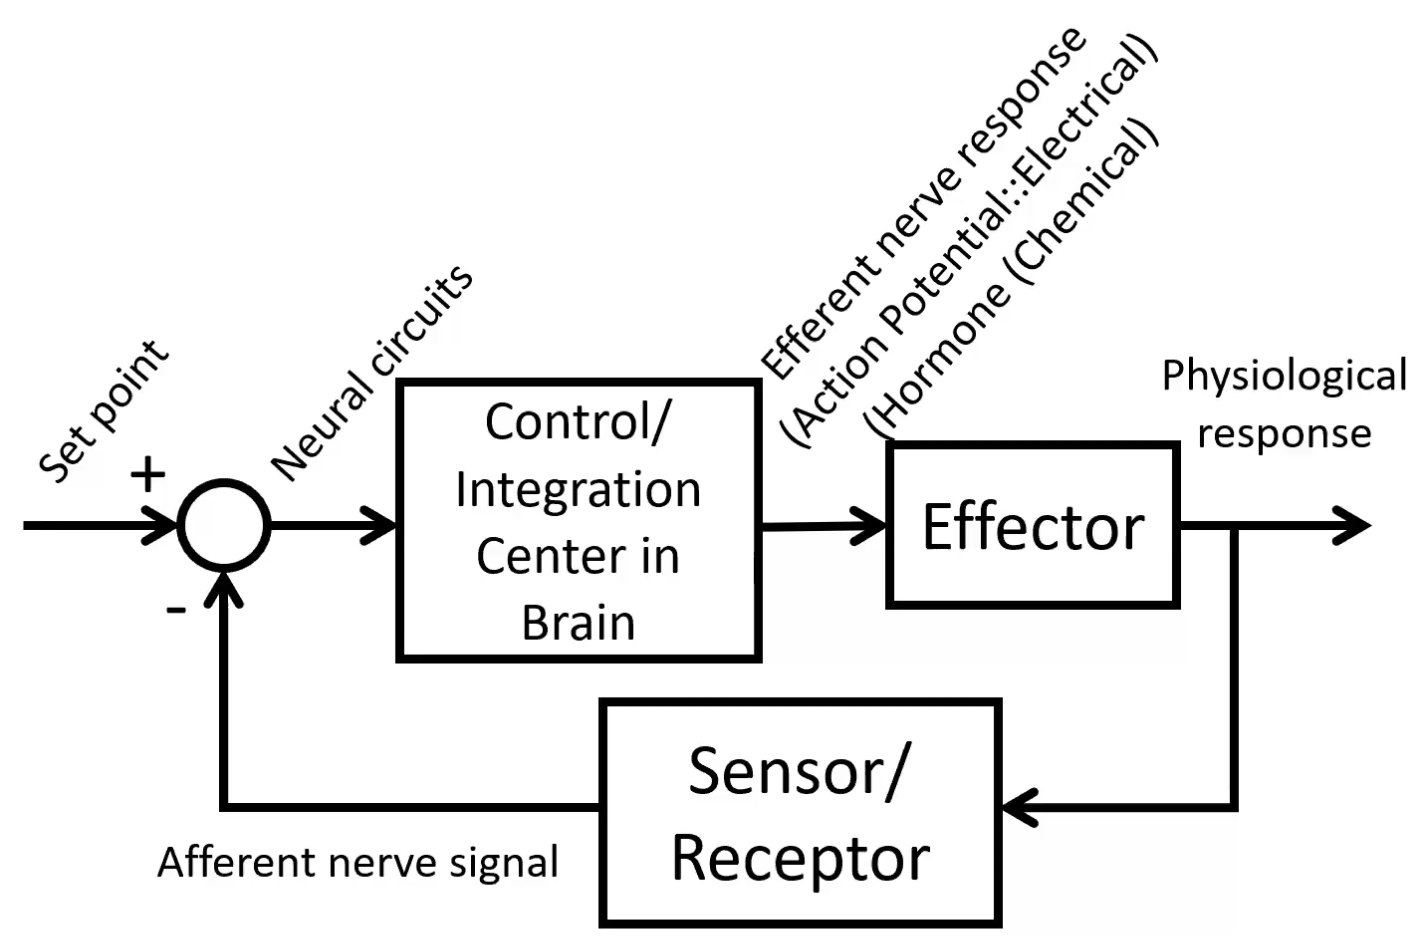 Set point
+
-
Neural circuits
Control/
Integration
Center in
Brain
Efferent nerve response
(Action Potential::Electrical)
(Hormone (Chemical)
Effector
Physiological
response
Sensor/
Receptor
Afferent nerve signal